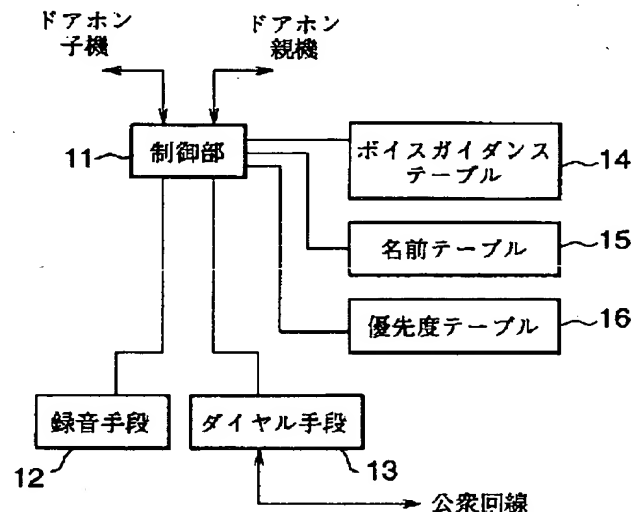 ドアホン
子機
ドアホン
親機
11
制御部
ボイスガイダンス
テーブル
14
名前テーブル
15
優先度テーブル
16
録音手段
12
ダイヤル手段
13
公衆回線